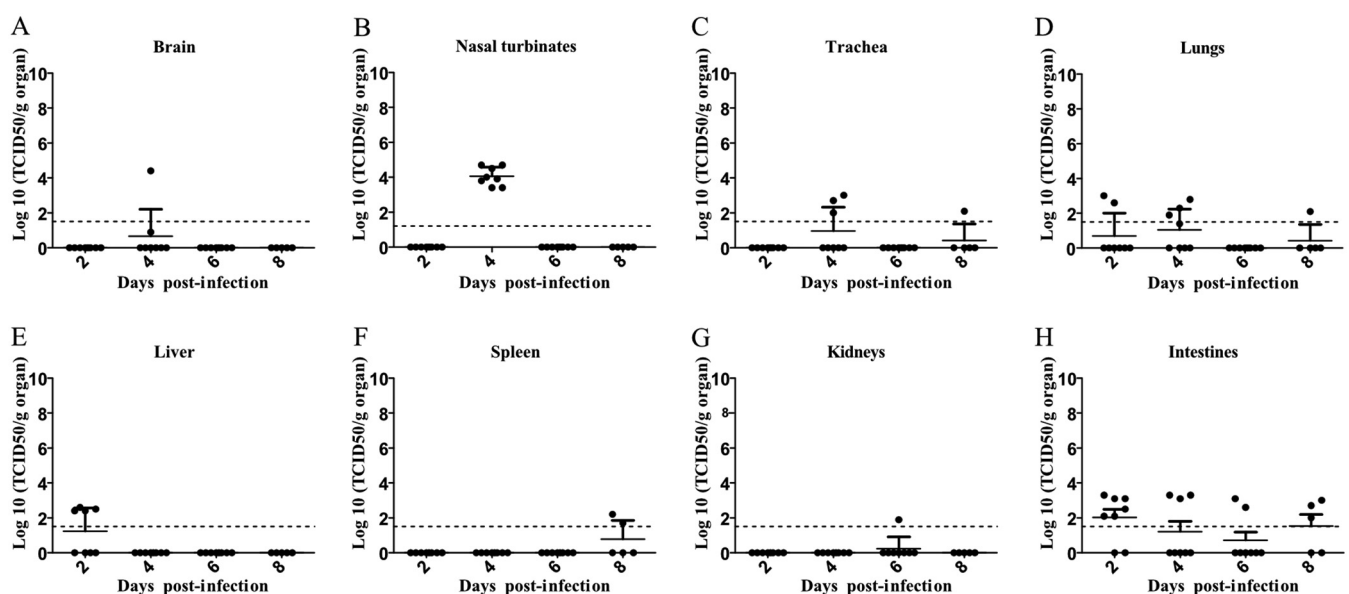 A
Brain
Log 10 (TCID50/g organ)
10
8
6
4
2
0
2
4
6
8
Days post-infection
B
Nasal turbinates
Log 10 (TCID50/g organ)
10
8
6
4
2
0
2
4
6
8
Days post-infection
C
Trachea
Log 10 (TCID50/g organ)
10
8
6
4
2
0
2
4
6
8
Days post-infection
D
Lungs
Log 10 (TCID50/g organ)
10
8
6
4
2
0
2
4
6
8
Days post-infection
E
Liver
Log 10 (TCID50/g organ)
10
8
6
4
2
0
2
4
6
8
Days post-infection
F
Spleen
Log 10 (TCID50/g organ)
10
8
6
4
2
0
2
4
6
8
Days post-infection
G
Kidneys
Log 10 (TCID50/g organ)
10
8
6
4
2
0
2
4
6
8
Days post-infection
H
Intestines
Log 10 (TCID50/g organ)
10
8
6
4
2
0
2
4
6
8
Days post-infection